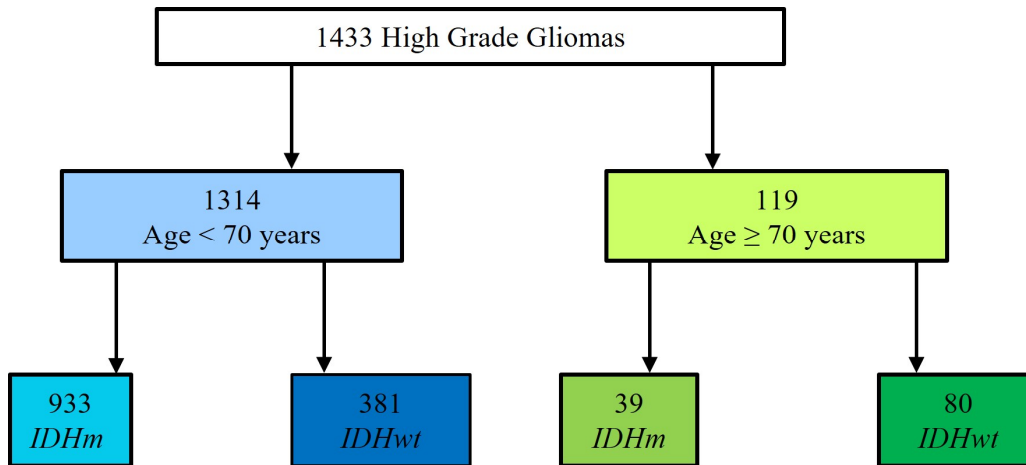 1433 High Grade Gliomas
1314
Age < 70 years
119
Age ≥ 70 years
933
IDHm
381
IDHwt
39
IDHm
80
IDHwt